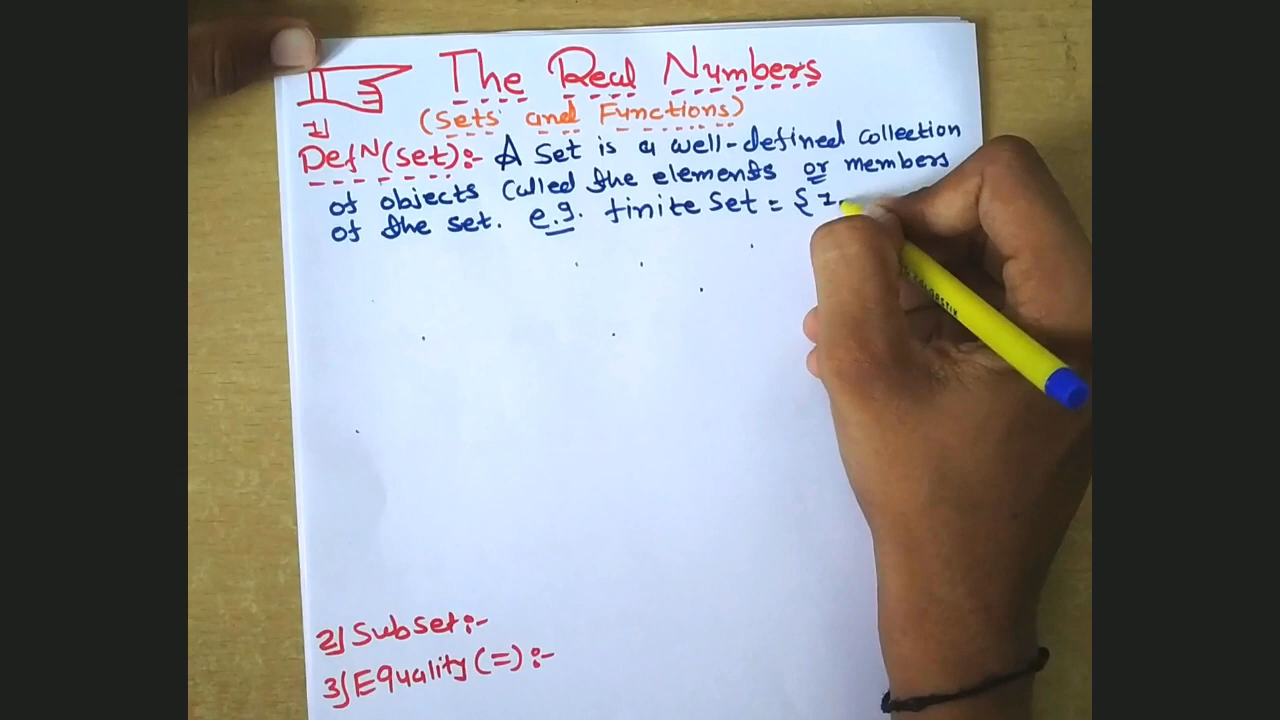 The Real Numbers
(Sets and Functions)
1)
Defᴺ(set):- A set is a well-defined collection
of objects called the elements or members
of the set. e.g. finite set = {1
2) Subset:-
3) Equality (=):-